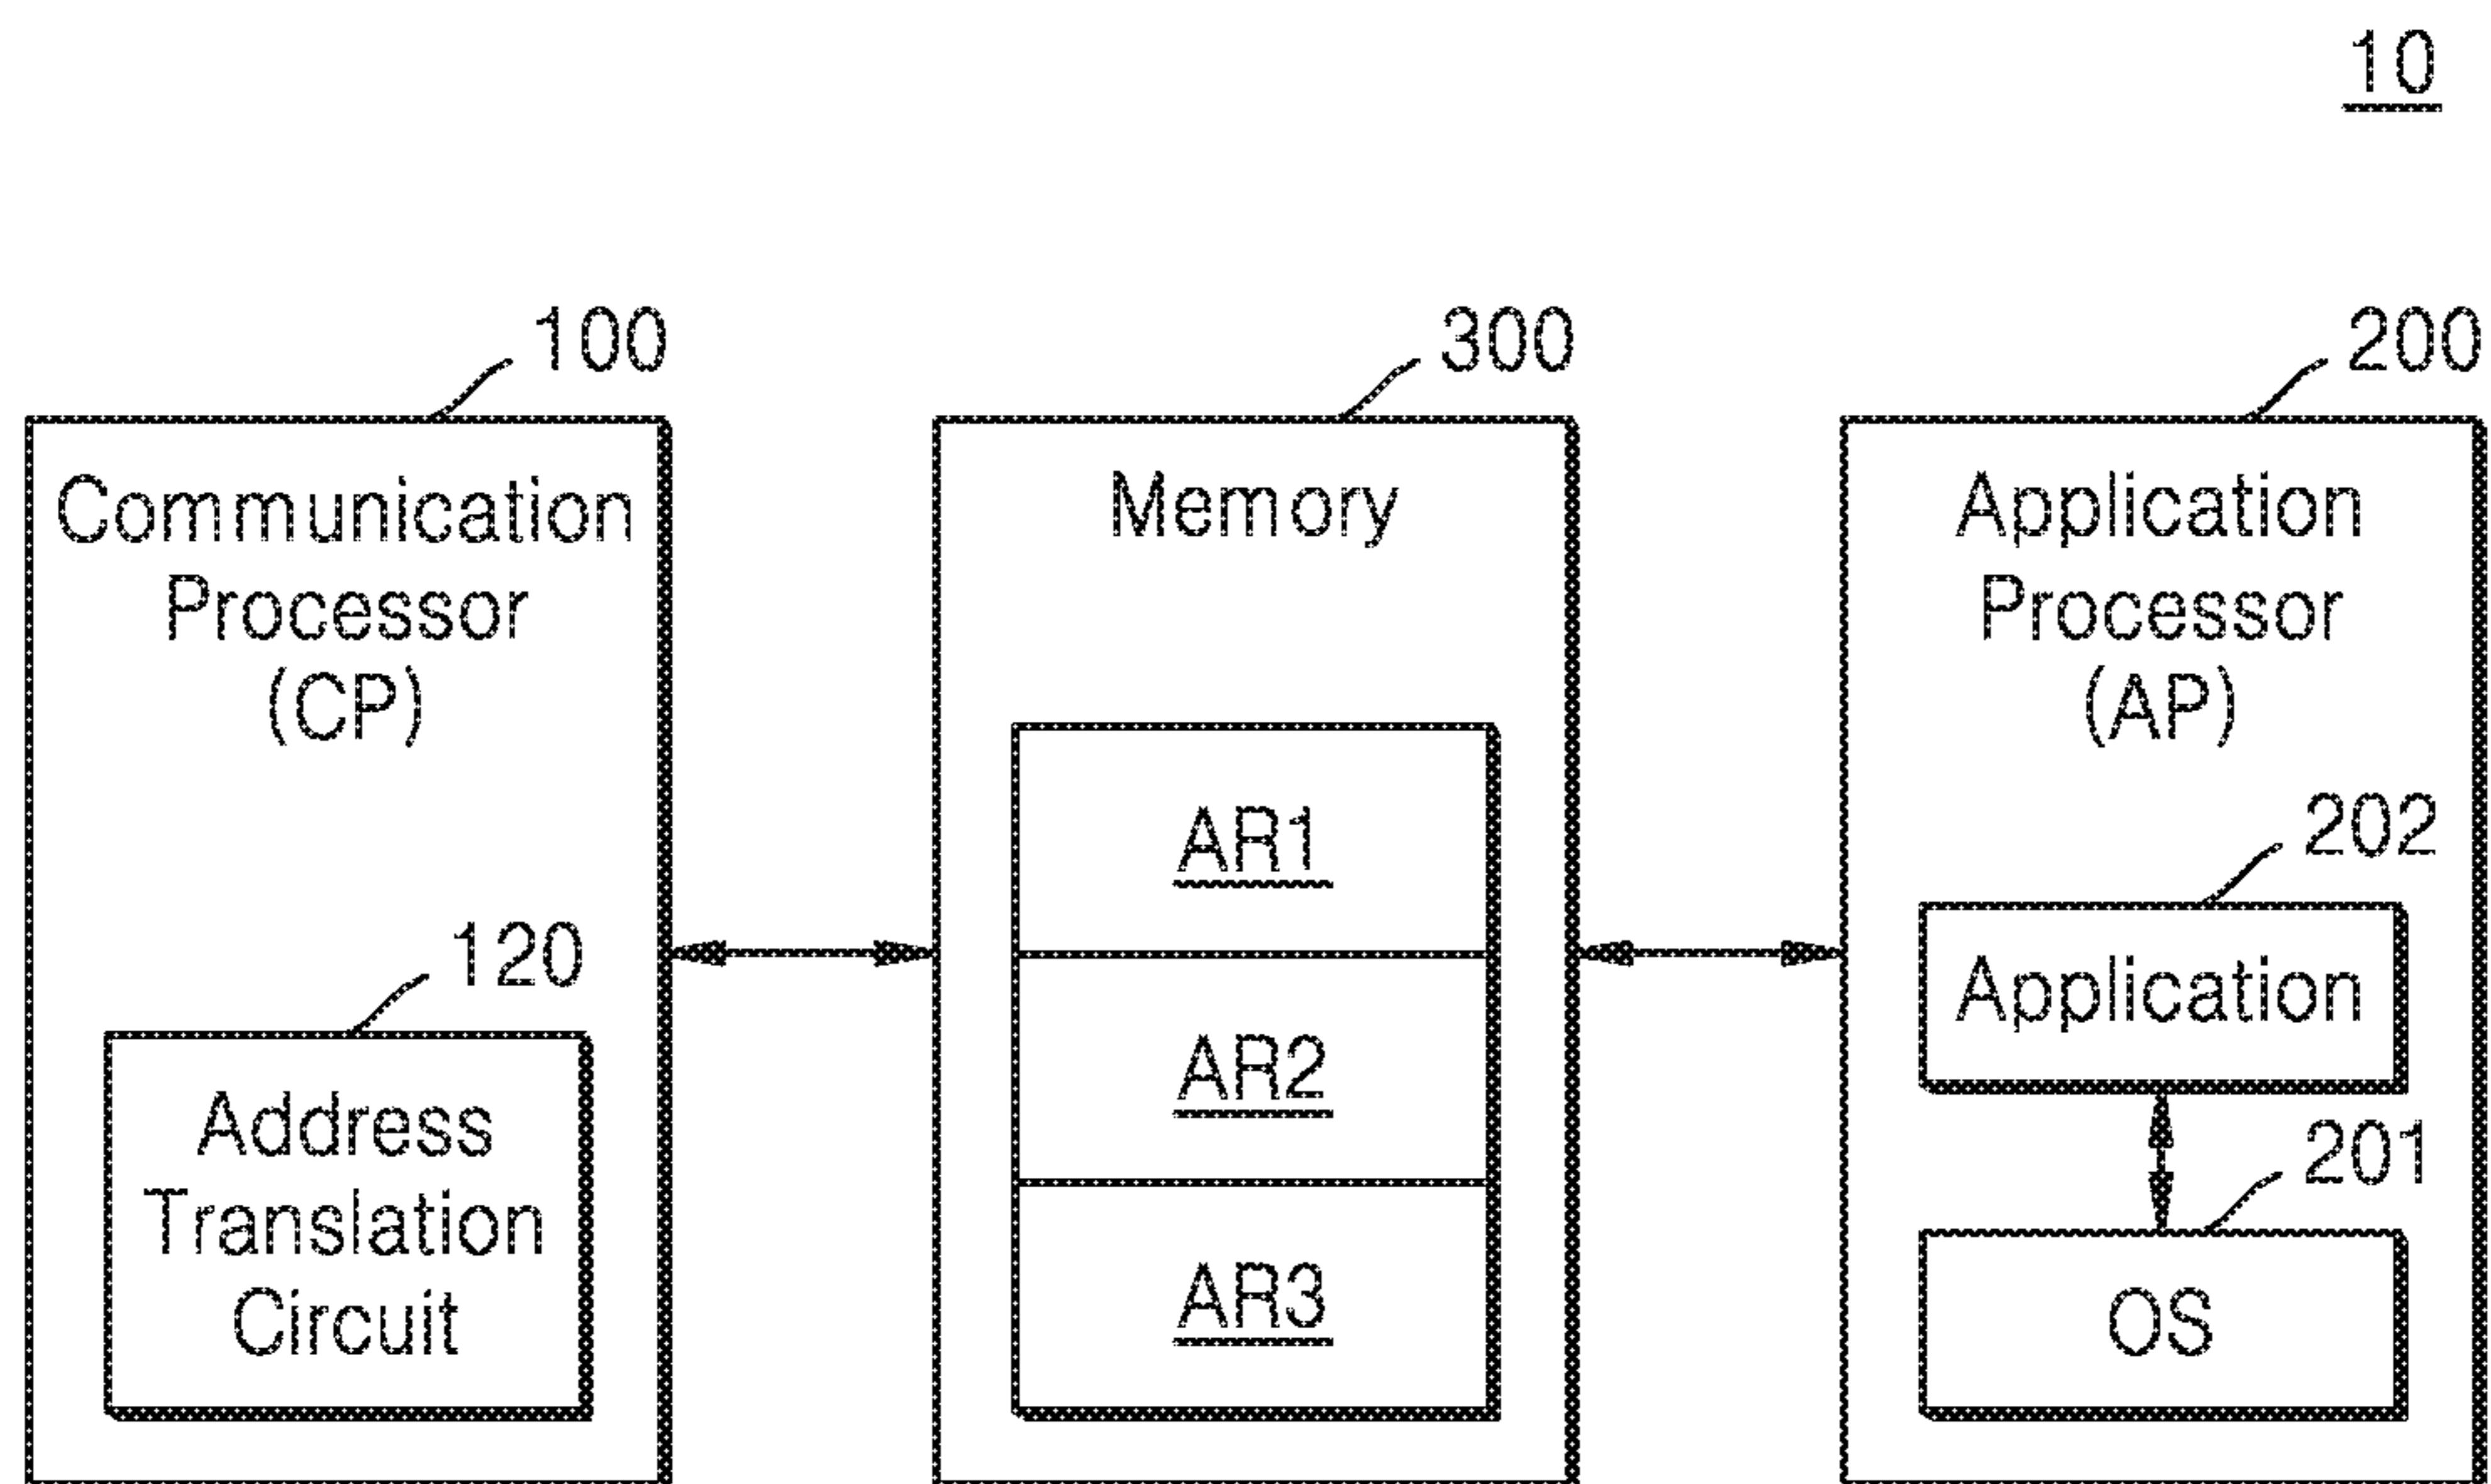 10
100
Communication
Processor
(CP)
120
Address
Translation
Circuit
300
Memory
AR1
AR2
AR3
200
Application
Processor
(AP)
202
Application
201
OS